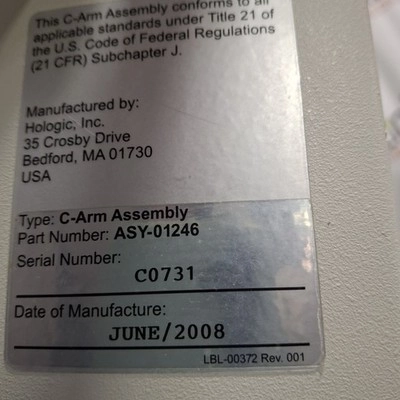 This C-Arm Assembly conforms to all
applicable standards under Title 21 of
the U.S. Code of Federal Regulations
(21 CFR) Subchapter J.
Manufactured by:
Hologic, Inc.
35 Crosby Drive
Bedford, MA 01730
USA
Type: C-Arm Assembly
Part Number: ASY-01246
Serial Number:
C0731
Date of Manufacture:
JUNE/2008
LBL-00372 Rev. 001